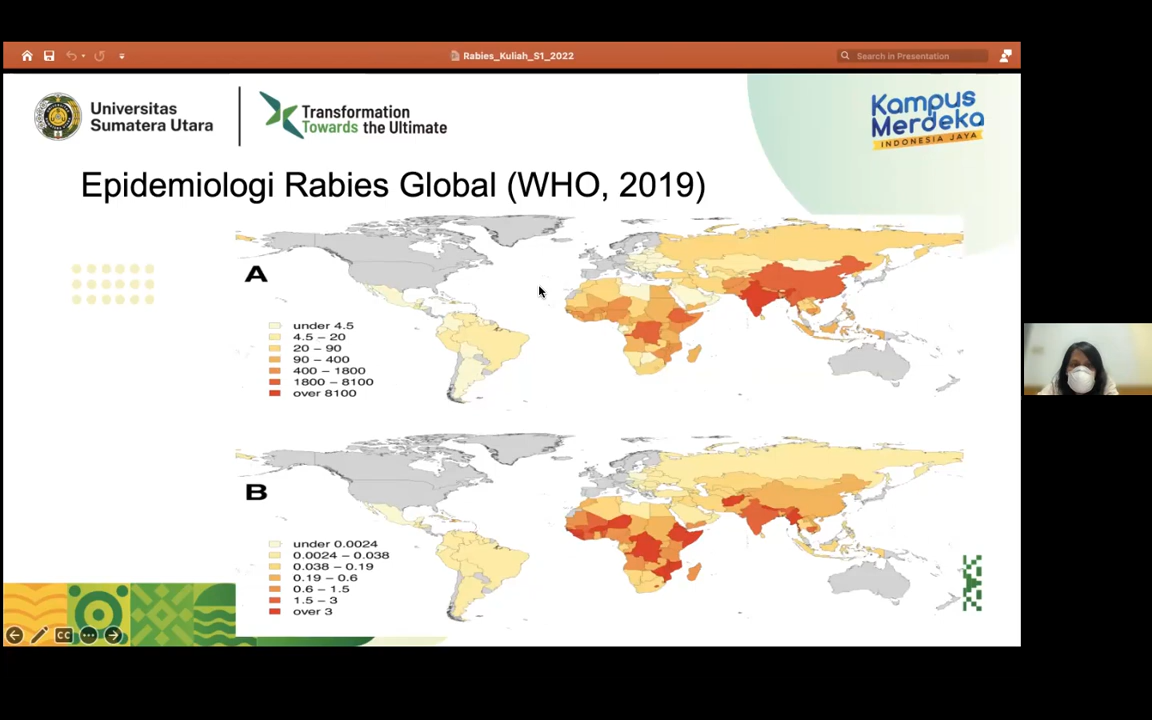 Rabies_Kuliah_S1_2022
Search in Presentation
Universitas
Sumatera Utara
Transformation
Towards the Ultimate
Kampus
Merdeka
INDONESIA JAYA
Epidemiologi Rabies Global (WHO, 2019)
A
under 4.5
4.5 – 20
20 – 90
90 – 400
400 – 1800
1800 – 8100
over 8100
B
under 0.0024
0.0024 – 0.038
0.038 – 0.19
0.19 – 0.6
0.6 – 1.5
1.5 – 3
over 3
CC